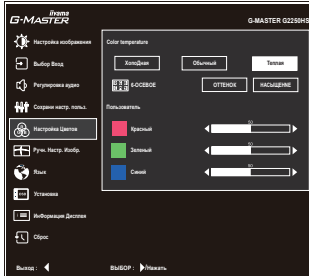 iiyama
G-MASTER
G-MASTER G2250HS
Настройка изображения
Выбор Вход
Регулировка аудио
Сохрани настр. польз.
Настройка Цветов
Ручн. Настр. Изобр.
Язык
Установка
Информация Дисплея
Сброс
Color temperature
Холодная
Обычный
Теплая
6-ОСЕВОЕ
ОТТЕНОК
НАСЫЩЕНИЕ
Пользователь
Красный
50
Зеленый
50
Синий
50
Выход :
ВЫБОР :
/Нажать